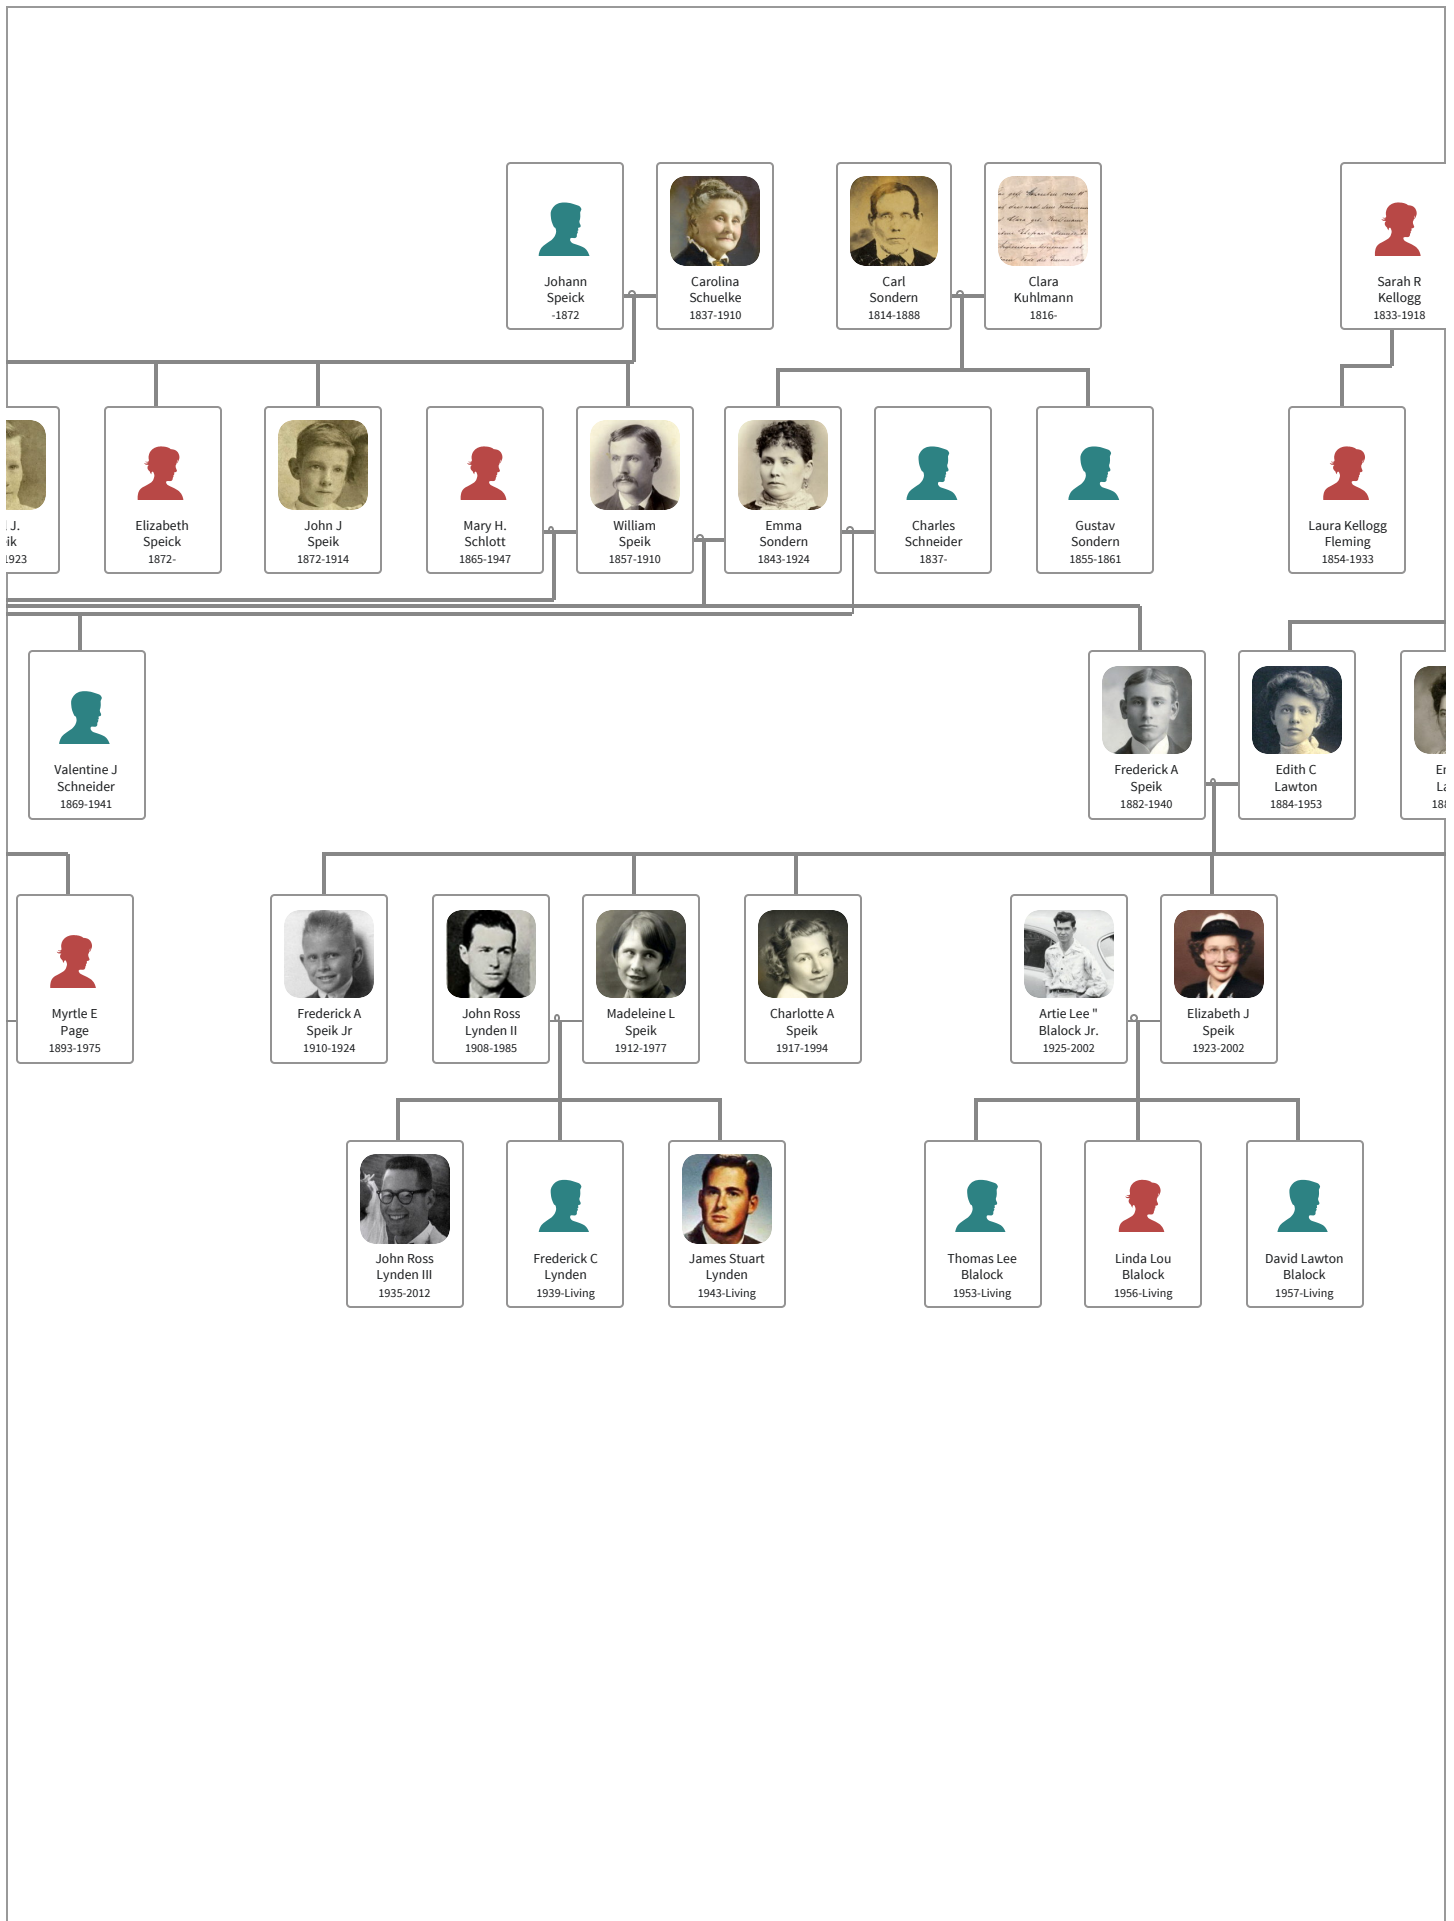 Johann
Speick
-1872
Carolina
Schuelke
1837-1910
Carl
Sondern
1814-1888
Clara
Kuhlmann
1816-
Sarah R
Kellogg
1833-1918
J.
ik
1923
Elizabeth
Speick
1872-
John J
Speik
1872-1914
Mary H.
Schlott
1865-1947
William
Speik
1857-1910
Emma
Sondern
1843-1924
Charles
Schneider
1837-
Gustav
Sondern
1855-1861
Laura Kellogg
Fleming
1854-1933
Valentine J
Schneider
1869-1941
Frederick A
Speik
1882-1940
Edith C
Lawton
1884-1953
Er
La
188
Myrtle E
Page
1893-1975
Frederick A
Speik Jr
1910-1924
John Ross
Lynden II
1908-1985
Madeleine L
Speik
1912-1977
Charlotte A
Speik
1917-1994
Artie Lee "
Blalock Jr.
1925-2002
Elizabeth J
Speik
1923-2002
John Ross
Lynden III
1935-2012
Frederick C
Lynden
1939-Living
James Stuart
Lynden
1943-Living
Thomas Lee
Blalock
1953-Living
Linda Lou
Blalock
1956-Living
David Lawton
Blalock
1957-Living